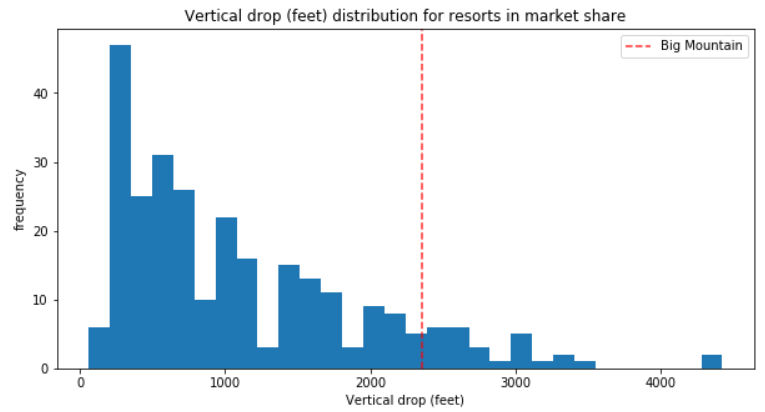 Vertical drop (feet) distribution for resorts in market share
Big Mountain
frequency
40
30
20
10
0
0 1000 2000 3000 4000
Vertical drop (feet)